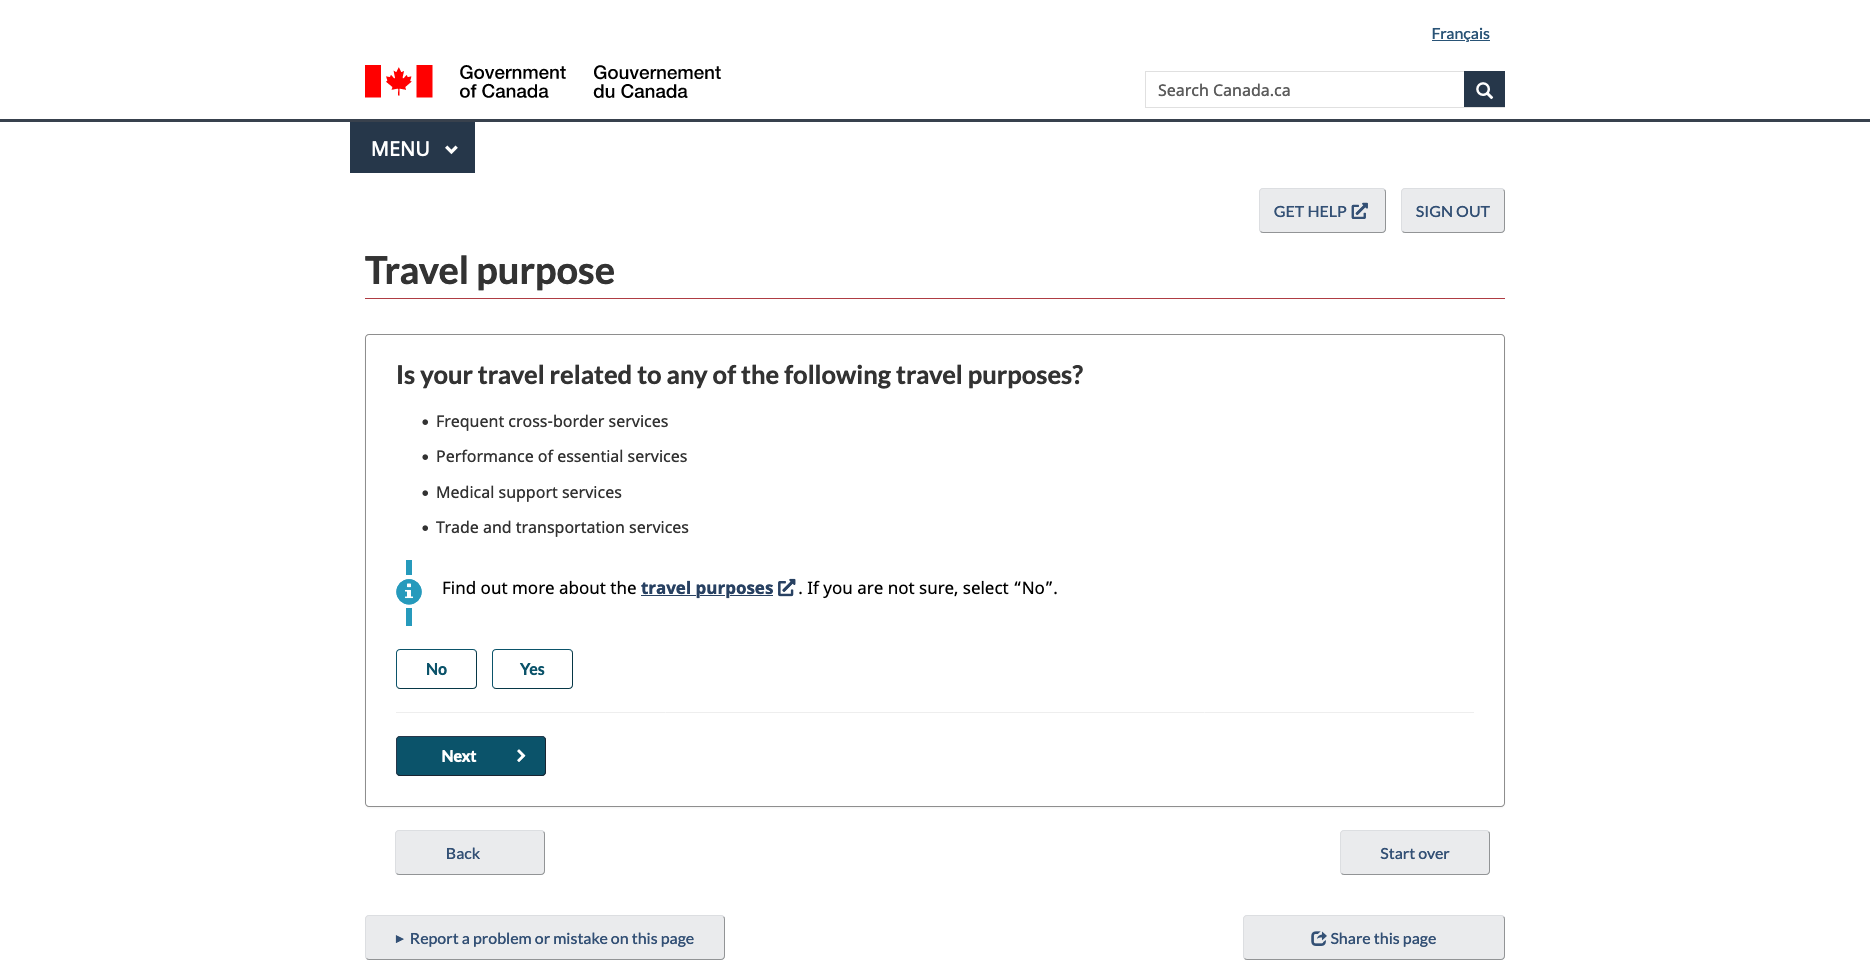 Français
Government of Canada
Gouvernement du Canada
Search Canada.ca
MENU
GET HELP
SIGN OUT
Travel purpose
Is your travel related to any of the following travel purposes?
• Frequent cross-border services
• Performance of essential services
• Medical support services
• Trade and transportation services
Find out more about the travel purposes . If you are not sure, select “No”.
No
Yes
Next
Back
Start over
Report a problem or mistake on this page
Share this page